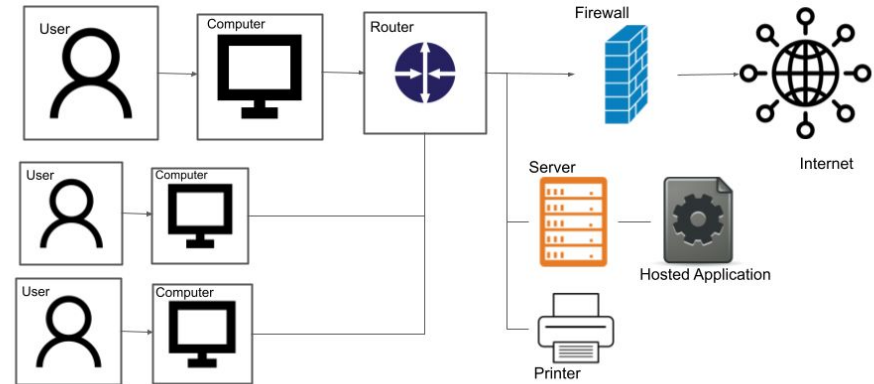 User
Computer
Router
Firewall
Internet
User
Computer
Server
Hosted Application
User
Computer
Printer